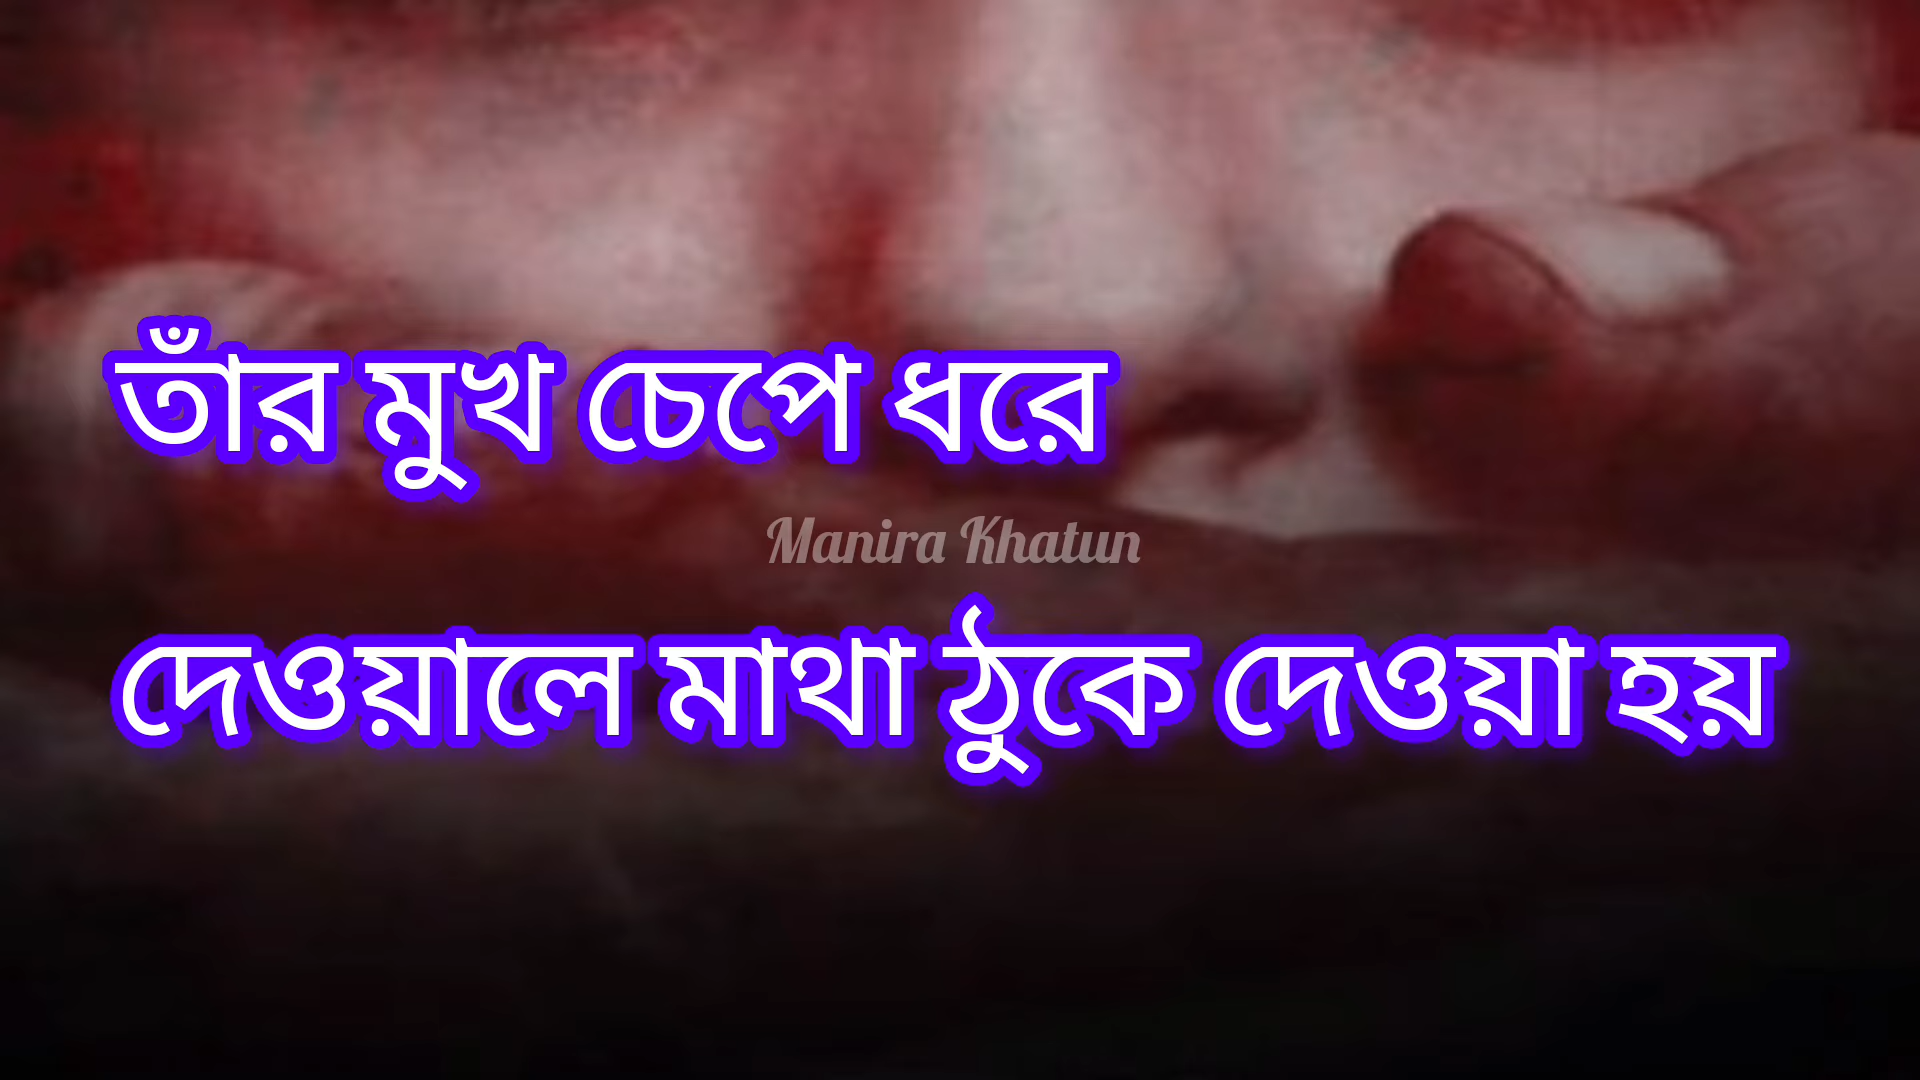 তাঁর মুখ চেপে ধরে
Manira Khatun
দেওয়ালে মাথা ঠুকে দেওয়া হয়